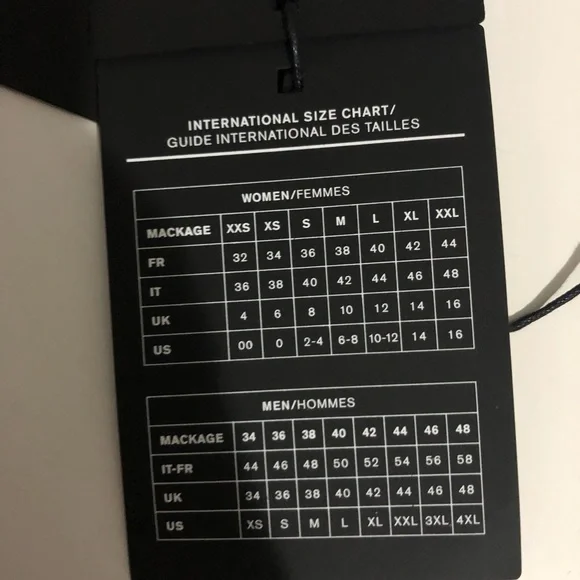 INTERNATIONAL SIZE CHART/
GUIDE INTERNATIONAL DES TAILLES
WOMEN/FEMMES
MACKAGE XXS XS S M L XL XXL
FR 32 34 36 38 40 42 44
IT 36 38 40 42 44 46 48
UK 4 6 8 10 12 14 16
US 00 0 2-4 6-8 10-12 14 16
MEN/HOMMES
MACKAGE 34 36 38 40 42 44 46 48
IT-FR 44 46 48 50 52 54 56 58
UK 34 36 38 40 42 44 46 48
US XS S M L XL XXL 3XL 4XL